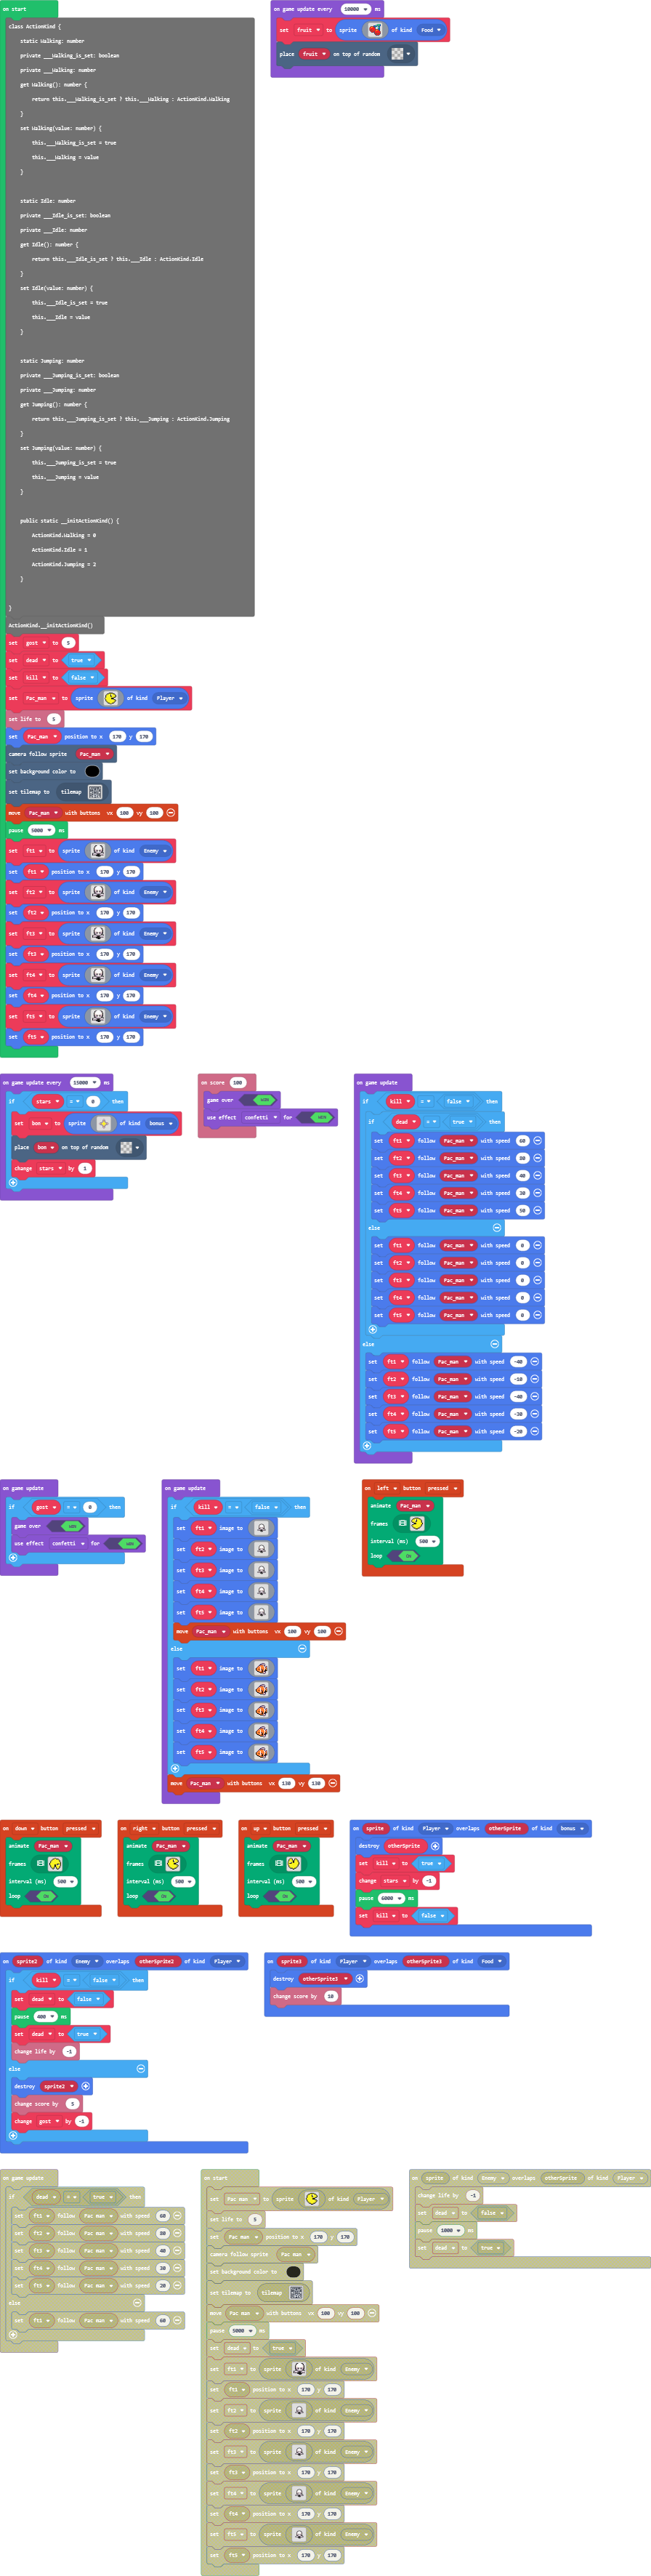 on start
class ActionKind {
static Walking: number
private ___Walking_is_set: boolean
private ___Walking: number
get Walking(): number {
return this.___Walking_is_set ? this.___Walking : ActionKind.Walking
}
set Walking(value: number) {
this.___Walking_is_set = true
this.___Walking = value
}
static Idle: number
private ___Idle_is_set: boolean
private ___Idle: number
get Idle(): number {
return this.___Idle_is_set ? this.___Idle : ActionKind.Idle
}
set Idle(value: number) {
this.___Idle_is_set = true
this.___Idle = value
}
static Jumping: number
private ___Jumping_is_set: boolean
private ___Jumping: number
get Jumping(): number {
return this.___Jumping_is_set ? this.___Jumping : ActionKind.Jumping
}
set Jumping(value: number) {
this.___Jumping_is_set = true
this.___Jumping = value
}
public static __initActionKind() {
ActionKind.Walking = 0
ActionKind.Idle = 1
ActionKind.Jumping = 2
}
}
ActionKind.__initActionKind()
set gost to 5
set dead to true
set kill to false
set Pac_man to sprite of kind Player
set life to 5
set Pac_man position to x 170 y 170
camera follow sprite Pac_man
set background color to
set tilemap to tilemap
move Pac_man with buttons vx 100 vy 100
pause 5000 ms
set ft1 to sprite of kind Enemy
set ft1 position to x 170 y 170
set ft2 to sprite of kind Enemy
set ft2 position to x 170 y 170
set ft3 to sprite of kind Enemy
set ft3 position to x 170 y 170
set ft4 to sprite of kind Enemy
set ft4 position to x 170 y 170
set ft5 to sprite of kind Enemy
set ft5 position to x 170 y 170
on game update every 10000 ms
set fruit to sprite of kind Food
place fruit on top of random
on game update every 15000 ms
if stars = 0 then
set bon to sprite of kind bonus
place bon on top of random
change stars by 1
on score 100
game over WIN
use effect confetti for WIN
on game update
if kill = false then
if dead = true then
set ft1 follow Pac_man with speed 60
set ft2 follow Pac_man with speed 80
set ft3 follow Pac_man with speed 40
set ft4 follow Pac_man with speed 30
set ft5 follow Pac_man with speed 50
else
set ft1 follow Pac_man with speed 0
set ft2 follow Pac_man with speed 0
set ft3 follow Pac_man with speed 0
set ft4 follow Pac_man with speed 0
set ft5 follow Pac_man with speed 0
else
set ft1 follow Pac_man with speed -40
set ft2 follow Pac_man with speed -10
set ft3 follow Pac_man with speed -40
set ft4 follow Pac_man with speed -30
set ft5 follow Pac_man with speed -20
on game update
if gost = 0 then
game over WIN
use effect confetti for WIN
on game update
if kill = false then
set ft1 image to
set ft2 image to
set ft3 image to
set ft4 image to
set ft5 image to
move Pac_man with buttons vx 100 vy 100
else
set ft1 image to
set ft2 image to
set ft3 image to
set ft4 image to
set ft5 image to
move Pac_man with buttons vx 130 vy 130
on left button pressed
animate Pac_man
frames
interval (ms) 500
loop ON
on down button pressed
animate Pac_man
frames
interval (ms) 500
loop ON
on right button pressed
animate Pac_man
frames
interval (ms) 500
loop ON
on up button pressed
animate Pac_man
frames
interval (ms) 500
loop ON
on sprite of kind Player overlaps otherSprite of kind bonus
destroy otherSprite
set kill to true
change stars by -1
pause 6000 ms
set kill to false
on sprite2 of kind Enemy overlaps otherSprite2 of kind Player
if kill = false then
set dead to false
pause 400 ms
set dead to true
change life by -1
else
destroy sprite2
change score by 5
change gost by -1
on sprite3 of kind Player overlaps otherSprite3 of kind Food
destroy otherSprite3
change score by 10
on game update
if dead = true then
set ft1 follow Pac man with speed 60
set ft2 follow Pac man with speed 80
set ft3 follow Pac man with speed 40
set ft4 follow Pac man with speed 30
set ft5 follow Pac man with speed 20
else
set ft1 follow Pac man with speed 60
on start
set Pac man to sprite of kind Player
set life to 5
set Pac man position to x 170 y 170
camera follow sprite Pac man
set background color to
set tilemap to tilemap
move Pac man with buttons vx 100 vy 100
pause 5000 ms
set dead to true
set ft1 to sprite of kind Enemy
set ft1 position to x 170 y 170
set ft2 to sprite of kind Enemy
set ft2 position to x 170 y 170
set ft3 to sprite of kind Enemy
set ft3 position to x 170 y 170
set ft4 to sprite of kind Enemy
set ft4 position to x 170 y 170
set ft5 to sprite of kind Enemy
set ft5 position to x 170 y 170
on sprite of kind Enemy overlaps otherSprite of kind Player
change life by -1
set dead to false
pause 1000 ms
set dead to true